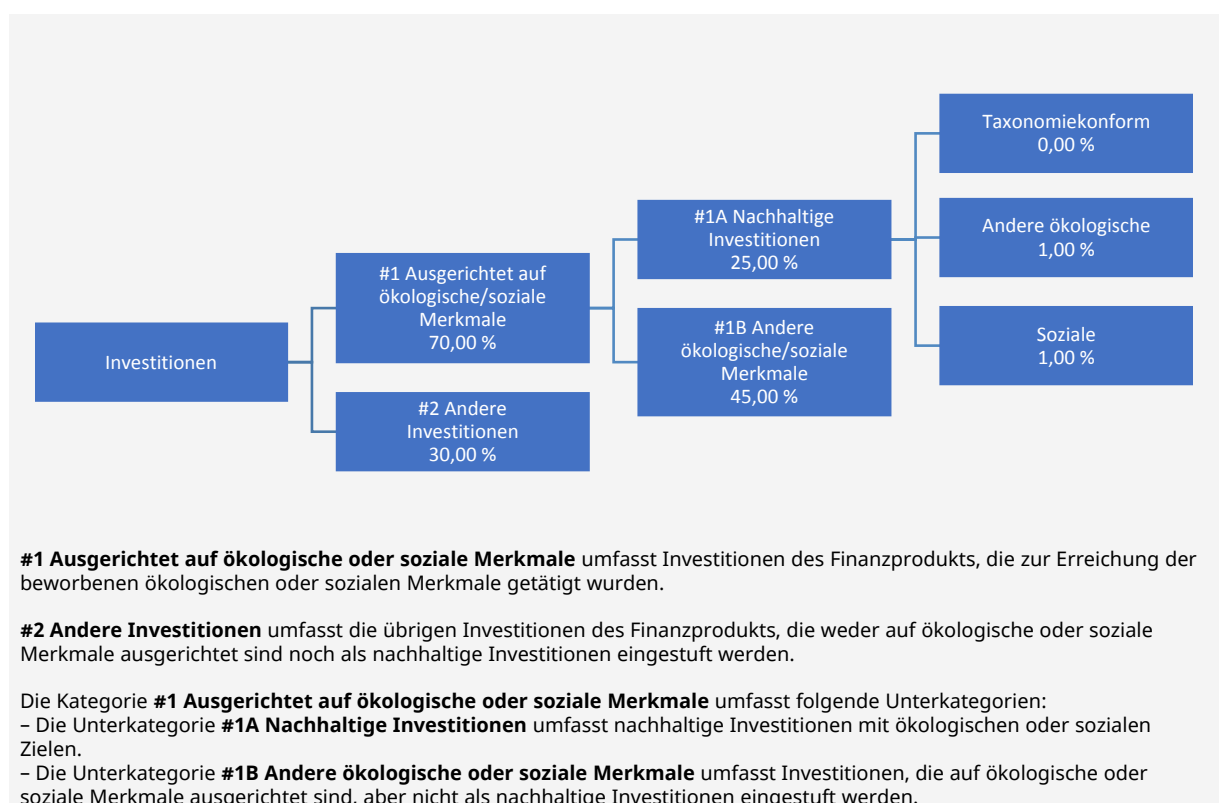 Taxonomiekonform
0,00 %
#1A Nachhaltige
Investitionen
25,00 %
Andere ökologische
1,00 %
#1 Ausgerichtet auf
ökologische/soziale
Merkmale
70,00 %
Investitionen
#1B Andere
ökologische/soziale
Merkmale
45,00 %
Soziale
1,00 %
#2 Andere
Investitionen
30,00 %
#1 Ausgerichtet auf ökologische oder soziale Merkmale umfasst Investitionen des Finanzprodukts, die zur Erreichung der
beworbenen ökologischen oder sozialen Merkmale getätigt wurden.
#2 Andere Investitionen umfasst die übrigen Investitionen des Finanzprodukts, die weder auf ökologische oder soziale
Merkmale ausgerichtet sind noch als nachhaltige Investitionen eingestuft werden.
Die Kategorie #1 Ausgerichtet auf ökologische oder soziale Merkmale umfasst folgende Unterkategorien:
– Die Unterkategorie #1A Nachhaltige Investitionen umfasst nachhaltige Investitionen mit ökologischen oder sozialen
Zielen.
– Die Unterkategorie #1B Andere ökologische oder soziale Merkmale umfasst Investitionen, die auf ökologische oder
soziale Merkmale ausgerichtet sind, aber nicht als nachhaltige Investitionen eingestuft werden.